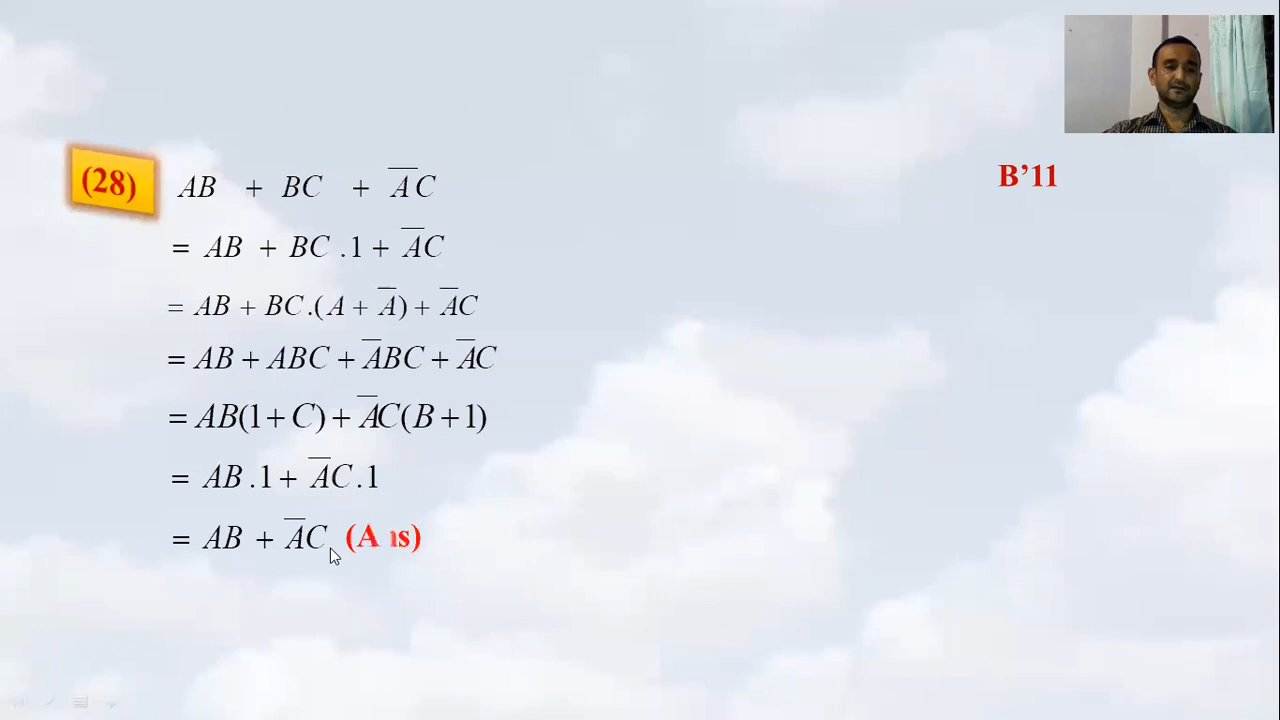 (28) AB + BC + A̅C B’11
= AB + BC .1 + A̅C
= AB + BC .(A + A̅) + A̅C
= AB + ABC + A̅BC + A̅C
= AB(1 + C) + A̅C(B + 1)
= AB .1 + A̅C .1
= AB + A̅C (Ans)